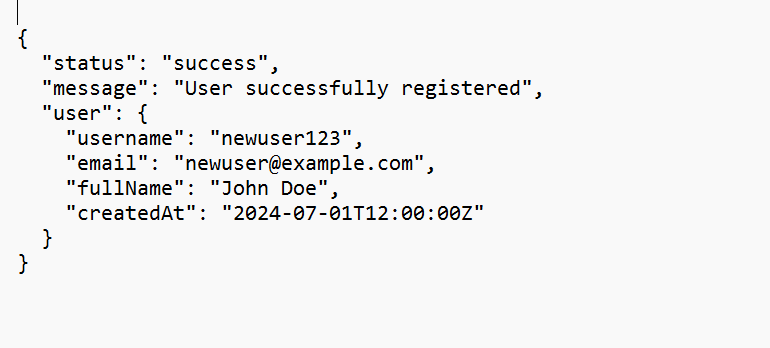 {
  "status": "success",
  "message": "User successfully registered",
  "user": {
    "username": "newuser123",
    "email": "newuser@example.com",
    "fullName": "John Doe",
    "createdAt": "2024-07-01T12:00:00Z"
  }
}